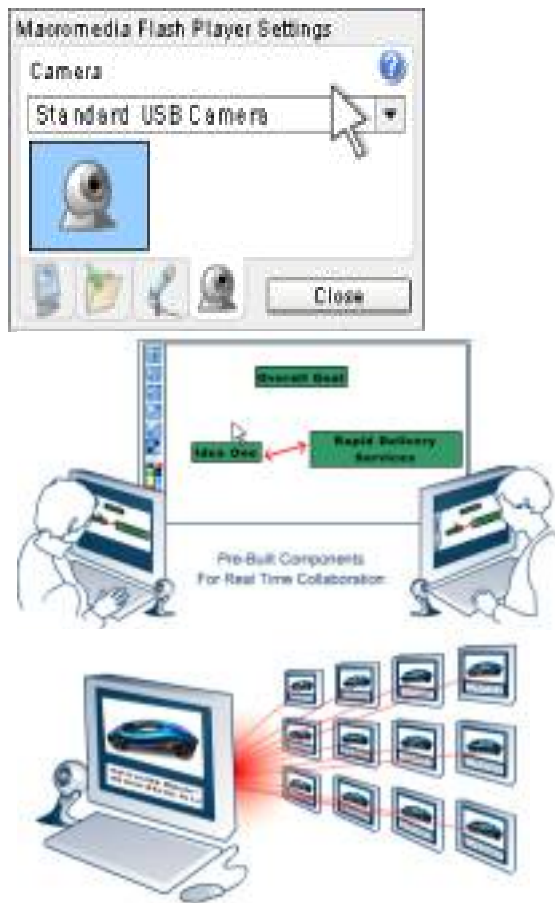 Macromedia Flash Player Settings
Camera
?
Standard USB Camera
Close
Overall Goal
Idea One
Rapid Delivery
Services
Pre-Built Components
For Real Time Collaboration